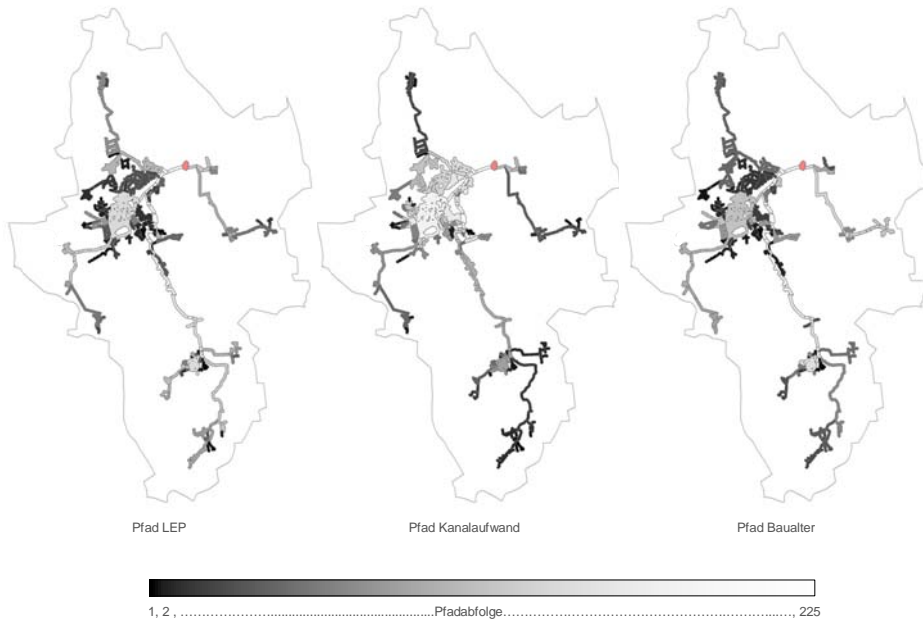 Pfad LEP Pfad Kanalaufwand Pfad Baualter
1, 2 , ………………….............................................Pfadabfolge……………………………………………………....…, 225